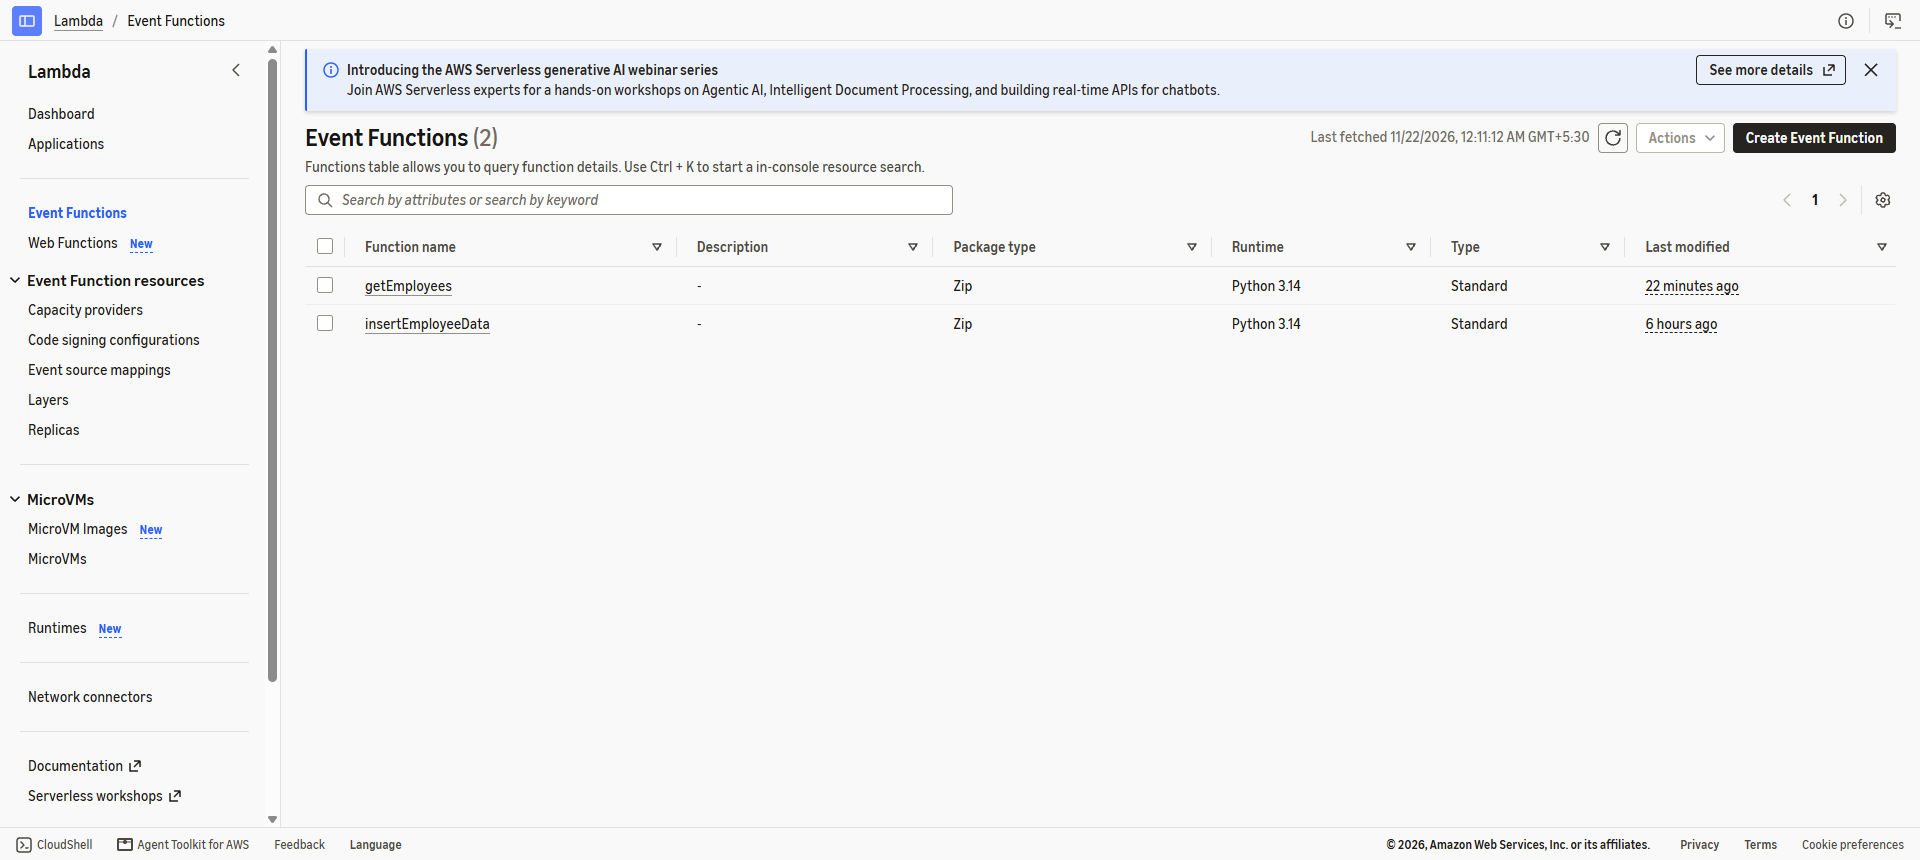 Lambda / Event Functions
Lambda
Dashboard
Applications
Event Functions
Web Functions New
Event Function resources
Capacity providers
Code signing configurations
Event source mappings
Layers
Replicas
MicroVMs
MicroVM Images New
MicroVMs
Runtimes New
Network connectors
Documentation
Serverless workshops
Introducing the AWS Serverless generative AI webinar series
Join AWS Serverless experts for a hands-on workshops on Agentic AI, Intelligent Document Processing, and building real-time APIs for chatbots.
See more details
Event Functions (2)
Last fetched 11/22/2026, 12:11:12 AM GMT+5:30
Actions
Create Event Function
Functions table allows you to query function details. Use Ctrl + K to start a in-console resource search.
Search by attributes or search by keyword
1
Function name Description Package type Runtime Type Last modified
getEmployees - Zip Python 3.14 Standard 22 minutes ago
insertEmployeeData - Zip Python 3.14 Standard 6 hours ago
CloudShell Agent Toolkit for AWS Feedback Language © 2026, Amazon Web Services, Inc. or its affiliates. Privacy Terms Cookie preferences